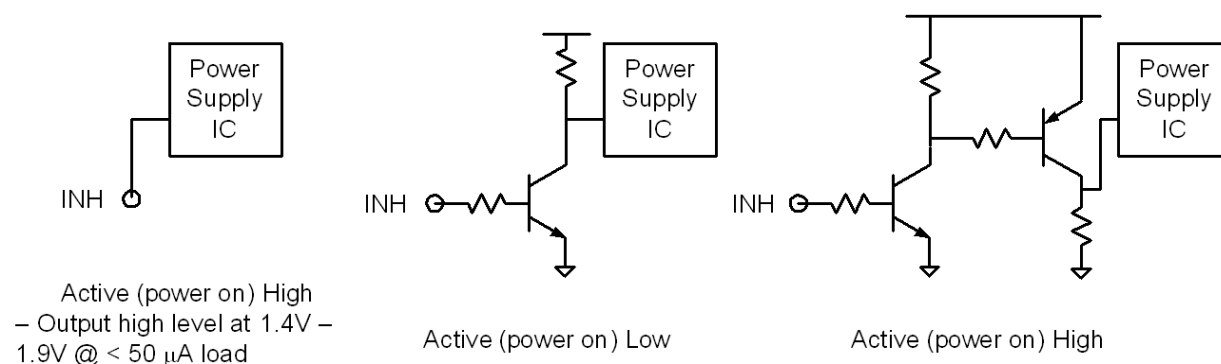 Power
Supply
IC
INH
Active (power on) High
– Output high level at 1.4V –
1.9V @ < 50 μA load
Power
Supply
IC
INH
Active (power on) Low
Power
Supply
IC
INH
Active (power on) High